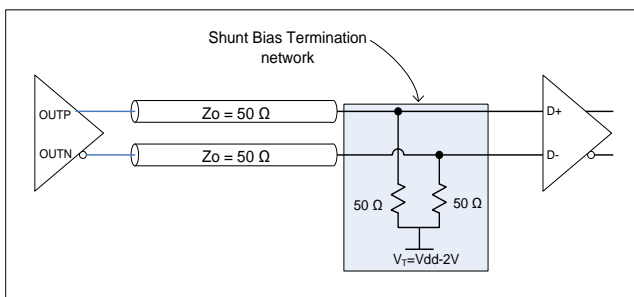 Shunt Bias Termination
network
OUTP
Zo = 50 Ω
D+
OUTN
Zo = 50 Ω
D-
50 Ω
50 Ω
VT=Vdd-2V